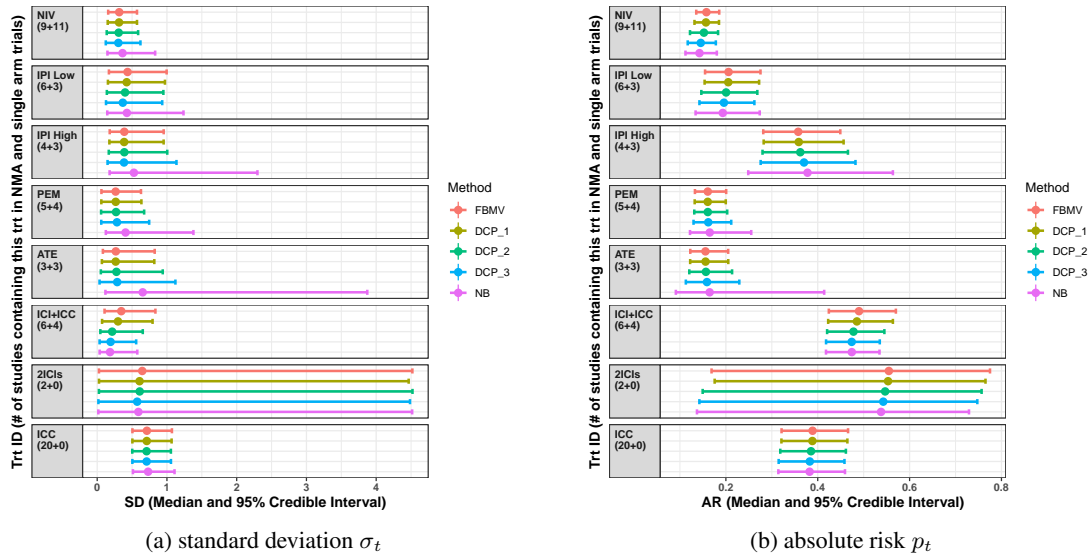 Trt ID (# of studies containing this trt in NMA and single arm trials)
NIV
(9+11)
IPI Low
(6+3)
IPI High
(4+3)
PEM
(5+4)
ATE
(3+3)
ICI+ICC
(6+4)
2ICIs
(2+0)
ICC
(20+0)
0
1
2
3
4
SD (Median and 95% Credible Interval)
Method
FBMV
DCP_1
DCP_2
DCP_3
NB
(a) standard deviation σt
Trt ID (# of studies containing this trt in NMA and single arm trials)
NIV
(9+11)
IPI Low
(6+3)
IPI High
(4+3)
PEM
(5+4)
ATE
(3+3)
ICI+ICC
(6+4)
2ICIs
(2+0)
ICC
(20+0)
0.2
0.4
0.6
0.8
AR (Median and 95% Credible Interval)
Method
FBMV
DCP_1
DCP_2
DCP_3
NB
(b) absolute risk pt